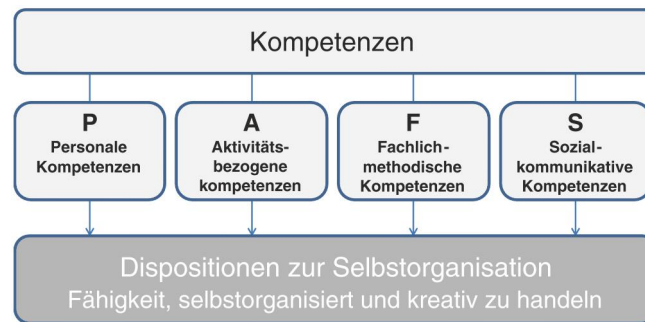 Kompetenzen
P
Personale
Kompetenzen
A
Aktivitäts-
bezogene
kompetenzen
F
Fachlich-
methodische
Kompetenzen
S
Sozial-
kommunikative
Kompetenzen
Dispositionen zur Selbstorganisation
Fähigkeit, selbstorganisiert und kreativ zu handeln